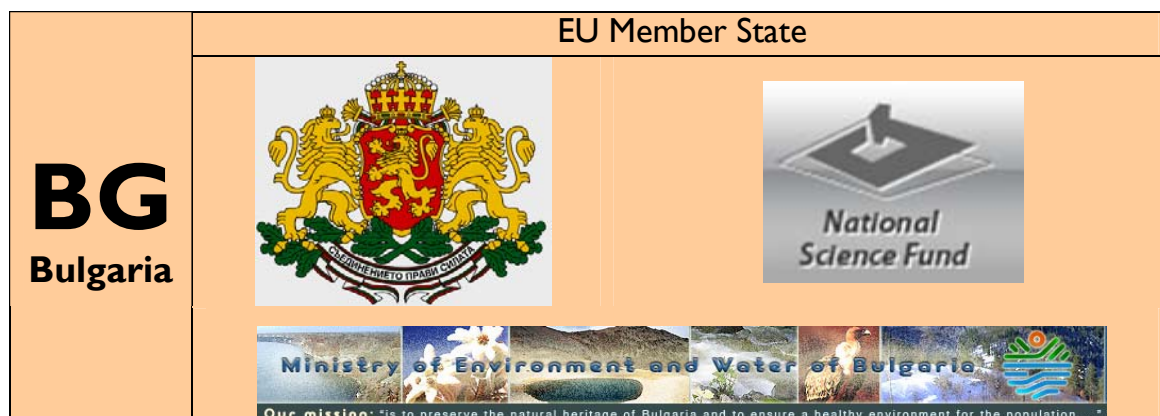 EU Member State
BG
Bulgaria
СЪЕДИНЕНИЕТО ПРАВИ СИЛАТА
National
Science Fund
Ministry of Environment and Water of Bulgaria
Our mission: "is to preserve the natural heritage of Bulgaria and to ensure a healthy environment for the population